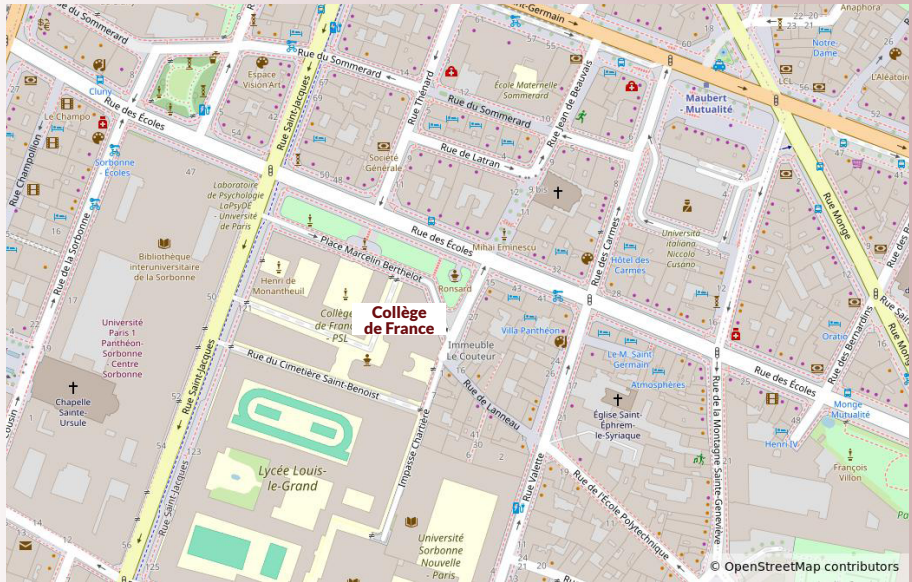 Rue du Sommerard
Cluny
Le Champo
Rue Champollion
Sorbonne
- Écoles
Rue de la Sorbonne
Espace
Vision'Art
Rue des Écoles
Rue Saint-Jacques
Rue du Sommerard
Rue Thénard
École Maternelle
Sommerard
Rue du Sommerard
Rue Jean de Beauvais
Rue de Latran
Société
Générale
Saint-Germain
Maubert -
Mutualité
LCL
Notre-
Dame
Anaphora
L'Aléatoire
Rue Monge
Laboratoire
de Psychologie
LaPsyDÉ
- Université
de Paris
Bibliothèque
interuniversitaire
de la Sorbonne
Université
Paris 1
Panthéon-
Sorbonne
Centre
Sorbonne
Chapelle
Sainte-
Ursule
Cousin
Place Marcelin Berthelot
Henri de
Monantheuil
Collège
de France
- PSL
Collège
de France
Ronsard
Rue des Écoles
Mihai Eminescu
Rue des Carmes
Hôtel des
Carmes
Università
italiana
Niccolò
Cusano
Immeuble
Le Couteur
Villa Panthéon
Le M. Saint
Germain
Atmosphères
Église Saint-
Éphrem-
le-Syriaque
Rue du Cimetière Saint-Benoist
Impasse Chartière
Rue de Lanneau
Rue Valette
Rue de l'École Polytechnique
Rue de la Montagne Sainte-Geneviève
Rue des Écoles
Rue des Bernardins
Monge -
Mutualité
Henri IV
François
Villon
Lycée Louis-
le-Grand
Rue Saint-Jacques
Rue Saint-Jacques
Université
Sorbonne
Nouvelle
- Paris
© OpenStreetMap contributors